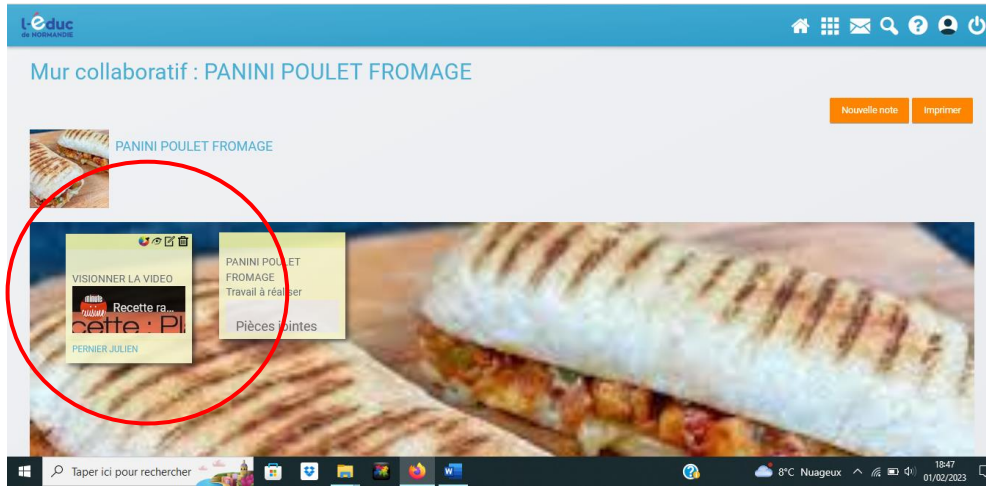 l-éduc
de NORMANDIE
Mur collaboratif : PANINI POULET FROMAGE
Nouvelle note
Imprimer
PANINI POULET FROMAGE
VISIONNER LA VIDEO
minute
cuisine
Recette ra...
cette : Pl
PERNIER JULIEN
PANINI POULET
FROMAGE
Travail à réaliser
Pièces jointes
Taper ici pour rechercher
8°C Nuageux
18:47
01/02/2023